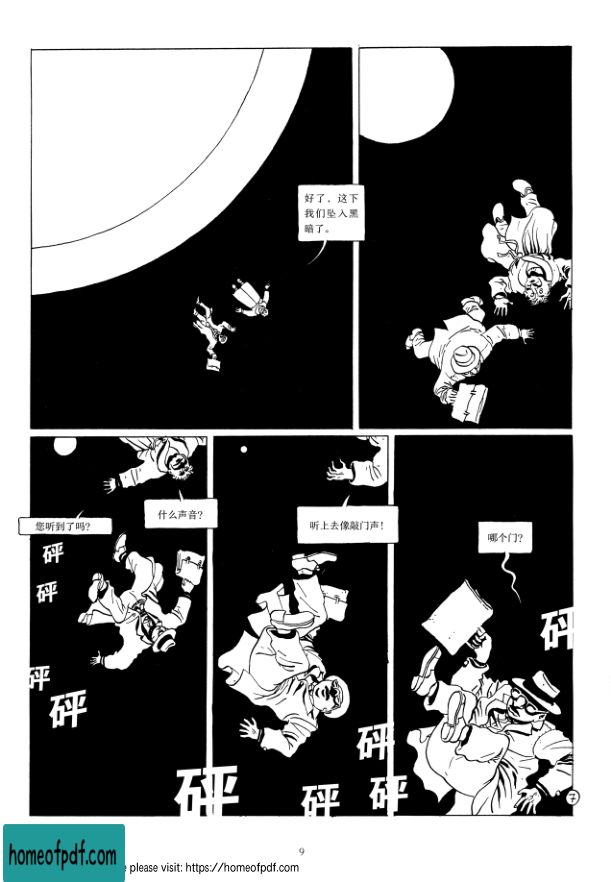 好了，这下
我们坠入黑
暗了。
您听到了吗？
什么声音？
砰
砰
砰
砰
听上去像敲门声！
砰
砰
砰
哪个门？
砰
砰
7
9
homeofpdf.com
e please visit: https://homeofpdf.com